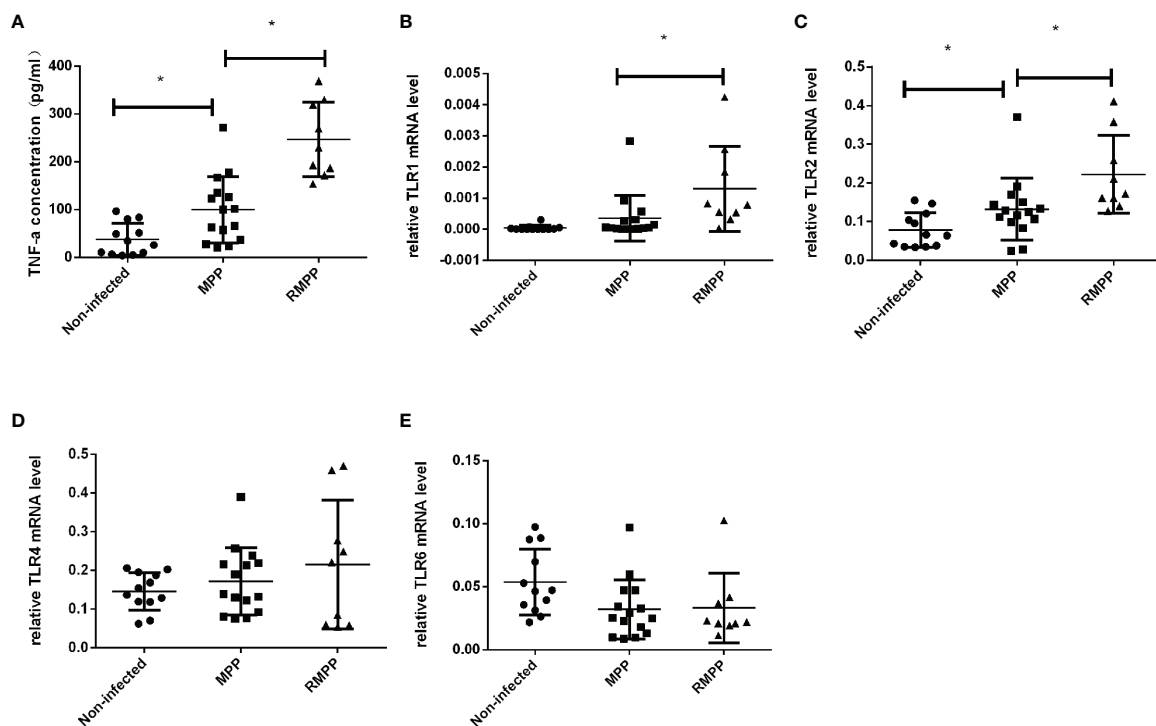 A
*
*
TNF-a concentration (pg/ml)
400
300
200
100
0
Non-infected
MPP
RMPP
B
*
relative TLR1 mRNA level
0.005
0.004
0.003
0.002
0.001
0.000
-0.001
Non-infected
MPP
RMPP
C
*
*
relative TLR2 mRNA level
0.5
0.4
0.3
0.2
0.1
0.0
Non-infected
MPP
RMPP
D
relative TLR4 mRNA level
0.5
0.4
0.3
0.2
0.1
0.0
Non-infected
MPP
RMPP
E
relative TLR6 mRNA level
0.15
0.10
0.05
0.00
Non-infected
MPP
RMPP